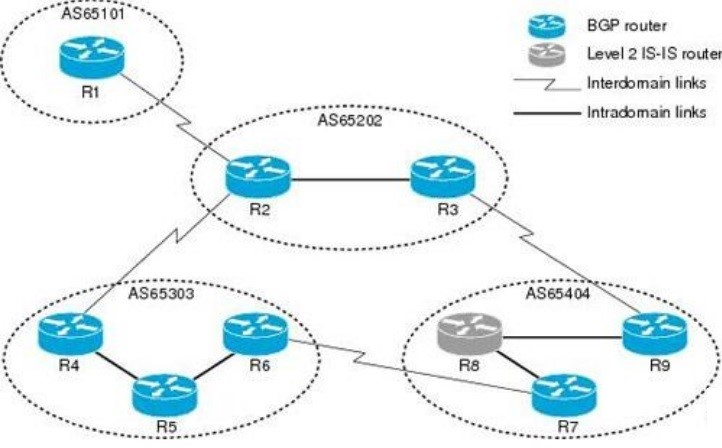 AS65101
BGP router
Level 2 IS-IS router
R1
Interdomain links
Intradomain links
AS65202
R2
R3
AS65303
AS65404
R4
R6
R8
R9
R5
R7